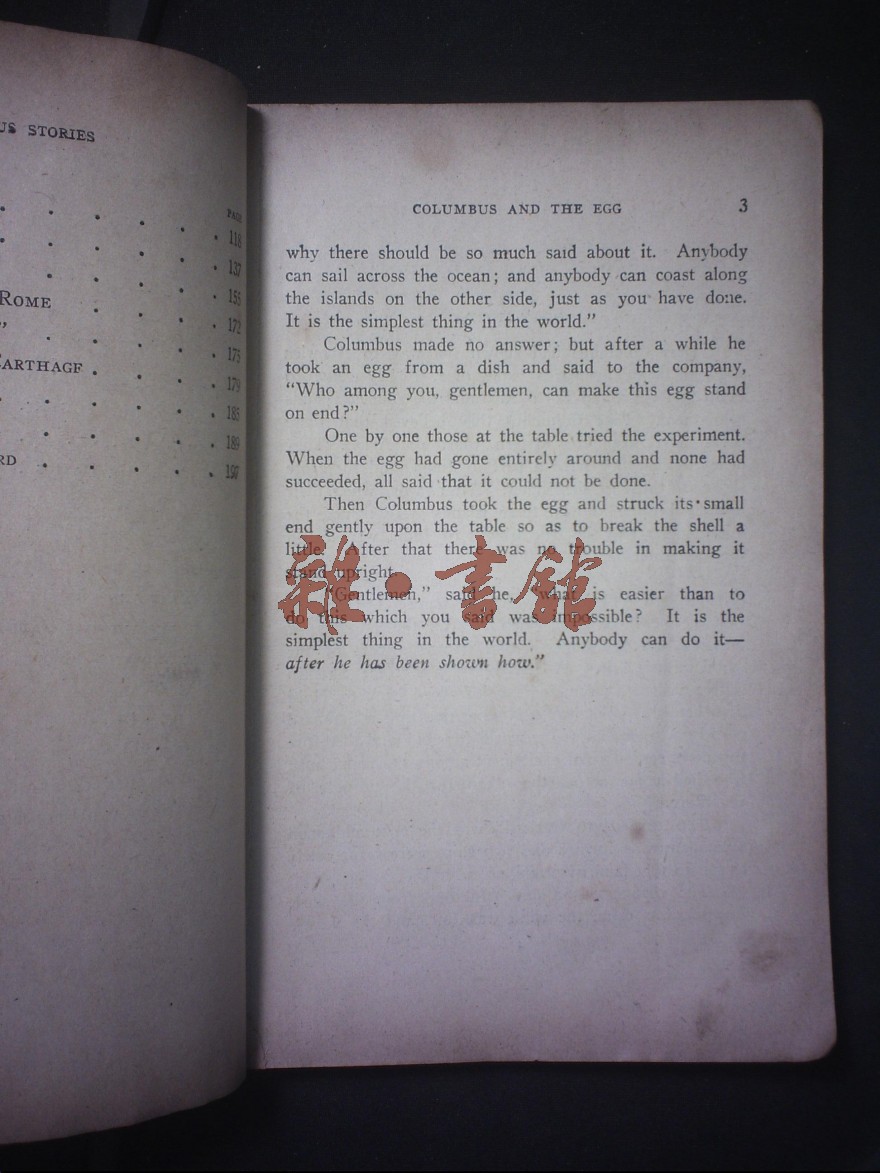 US STORIES
PAGE
118
137
ROME
155
”
172
175
CARTHAGE
179
185
189
RD
197
COLUMBUS AND THE EGG 3
why there should be so much said about it. Anybody
can sail across the ocean; and anybody can coast along
the islands on the other side, just as you have done.
It is the simplest thing in the world.”
Columbus made no answer; but after a while he
took an egg from a dish and said to the company,
“Who among you, gentlemen, can make this egg stand
on end?”
One by one those at the table tried the experiment.
When the egg had gone entirely around and none had
succeeded, all said that it could not be done.
Then Columbus took the egg and struck its small
end gently upon the table so as to break the shell a
little. After that there was no trouble in making it
stand upright.
“Gentlemen,” said he, “what is easier than to
do this which you said was impossible? It is the
simplest thing in the world. Anybody can do it—
after he has been shown how.”
雜·書館